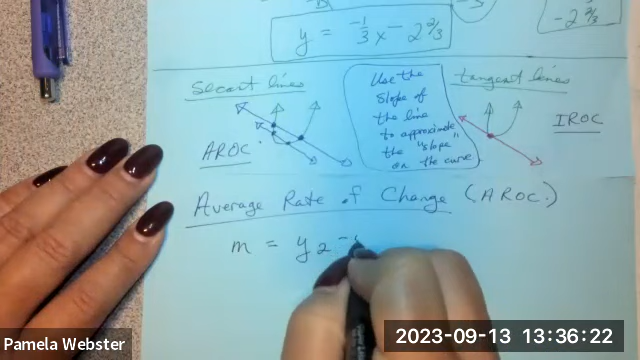 y = -1/3 x - 2 2/3
-2 2/3
Secant lines
AROC
Use the
slope of
the line
to approximate
the "slope"
on the curve.
tangent lines
IROC
Average Rate of Change (AROC)
m = y2 -
Pamela Webster
2023-09-13 13:36:22